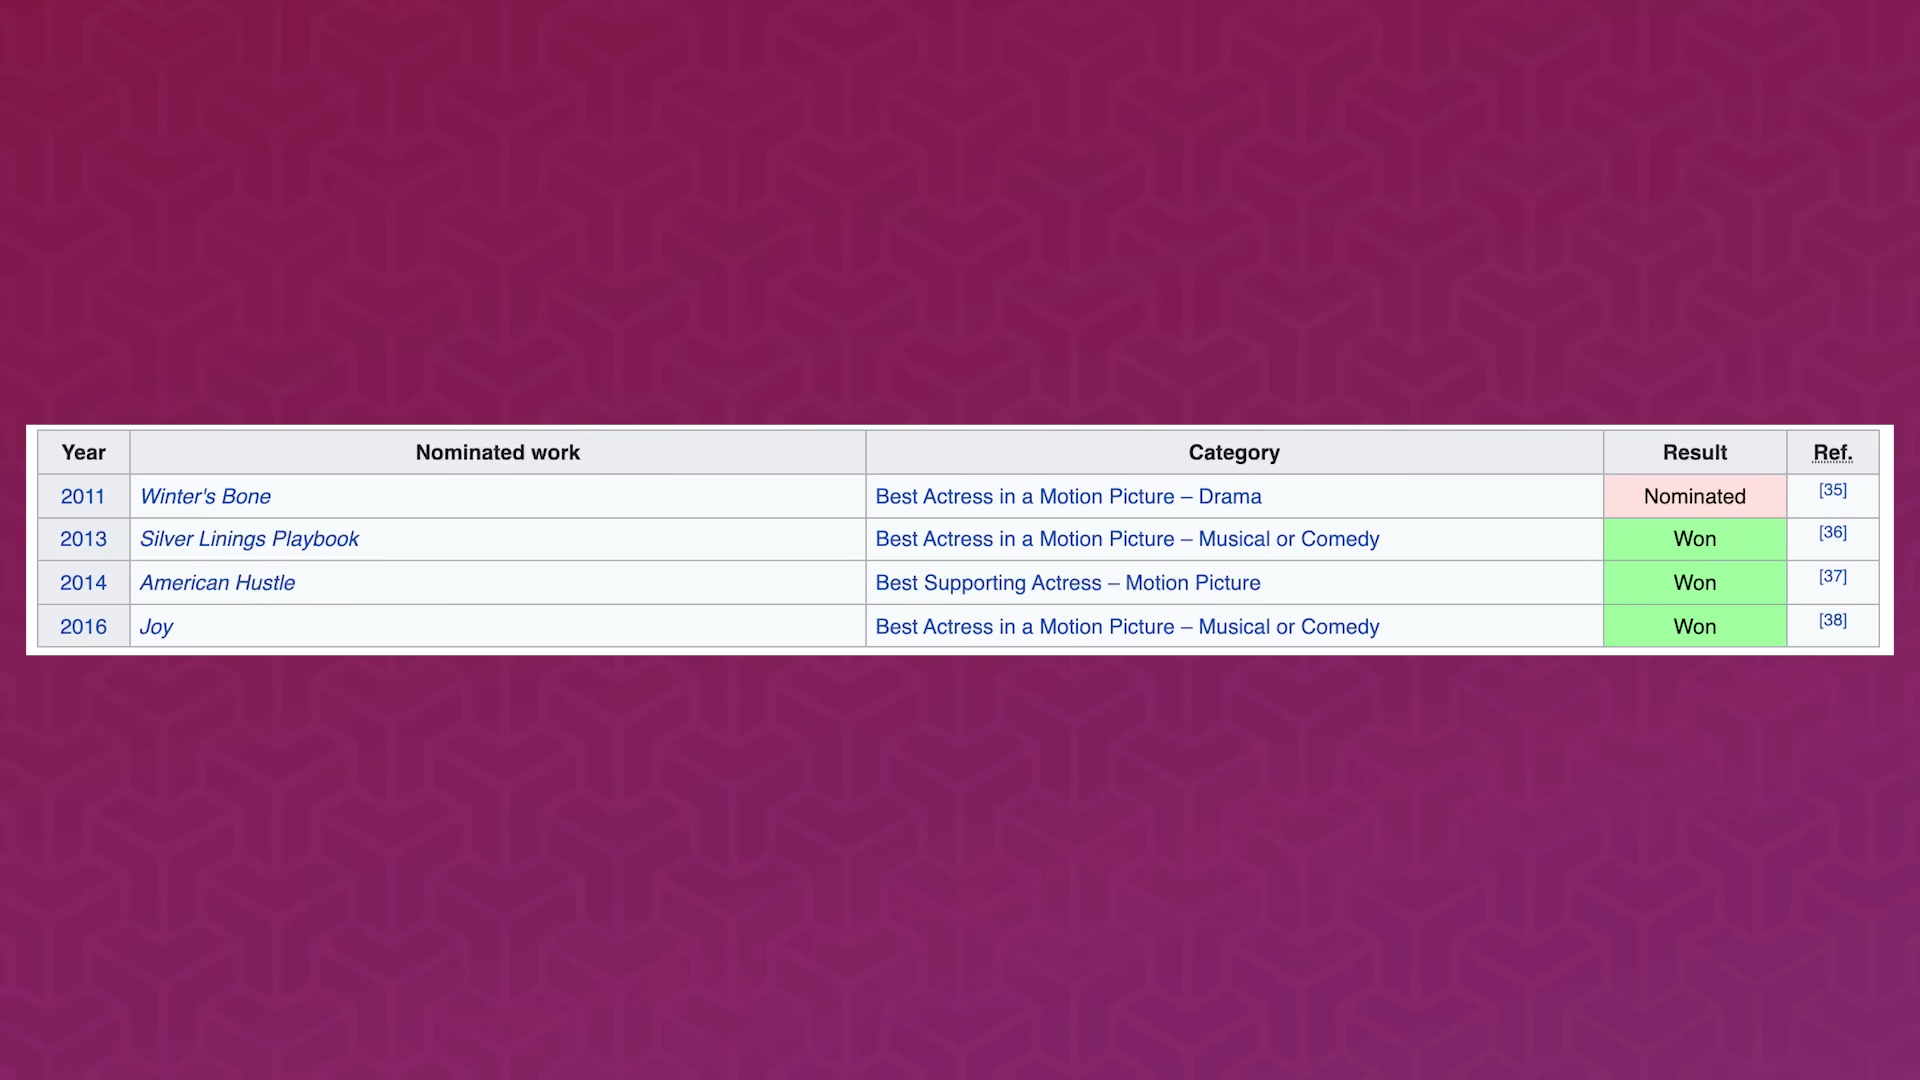 Year Nominated work Category Result Ref.
2011 Winter's Bone Best Actress in a Motion Picture – Drama Nominated [35]
2013 Silver Linings Playbook Best Actress in a Motion Picture – Musical or Comedy Won [36]
2014 American Hustle Best Supporting Actress – Motion Picture Won [37]
2016 Joy Best Actress in a Motion Picture – Musical or Comedy Won [38]